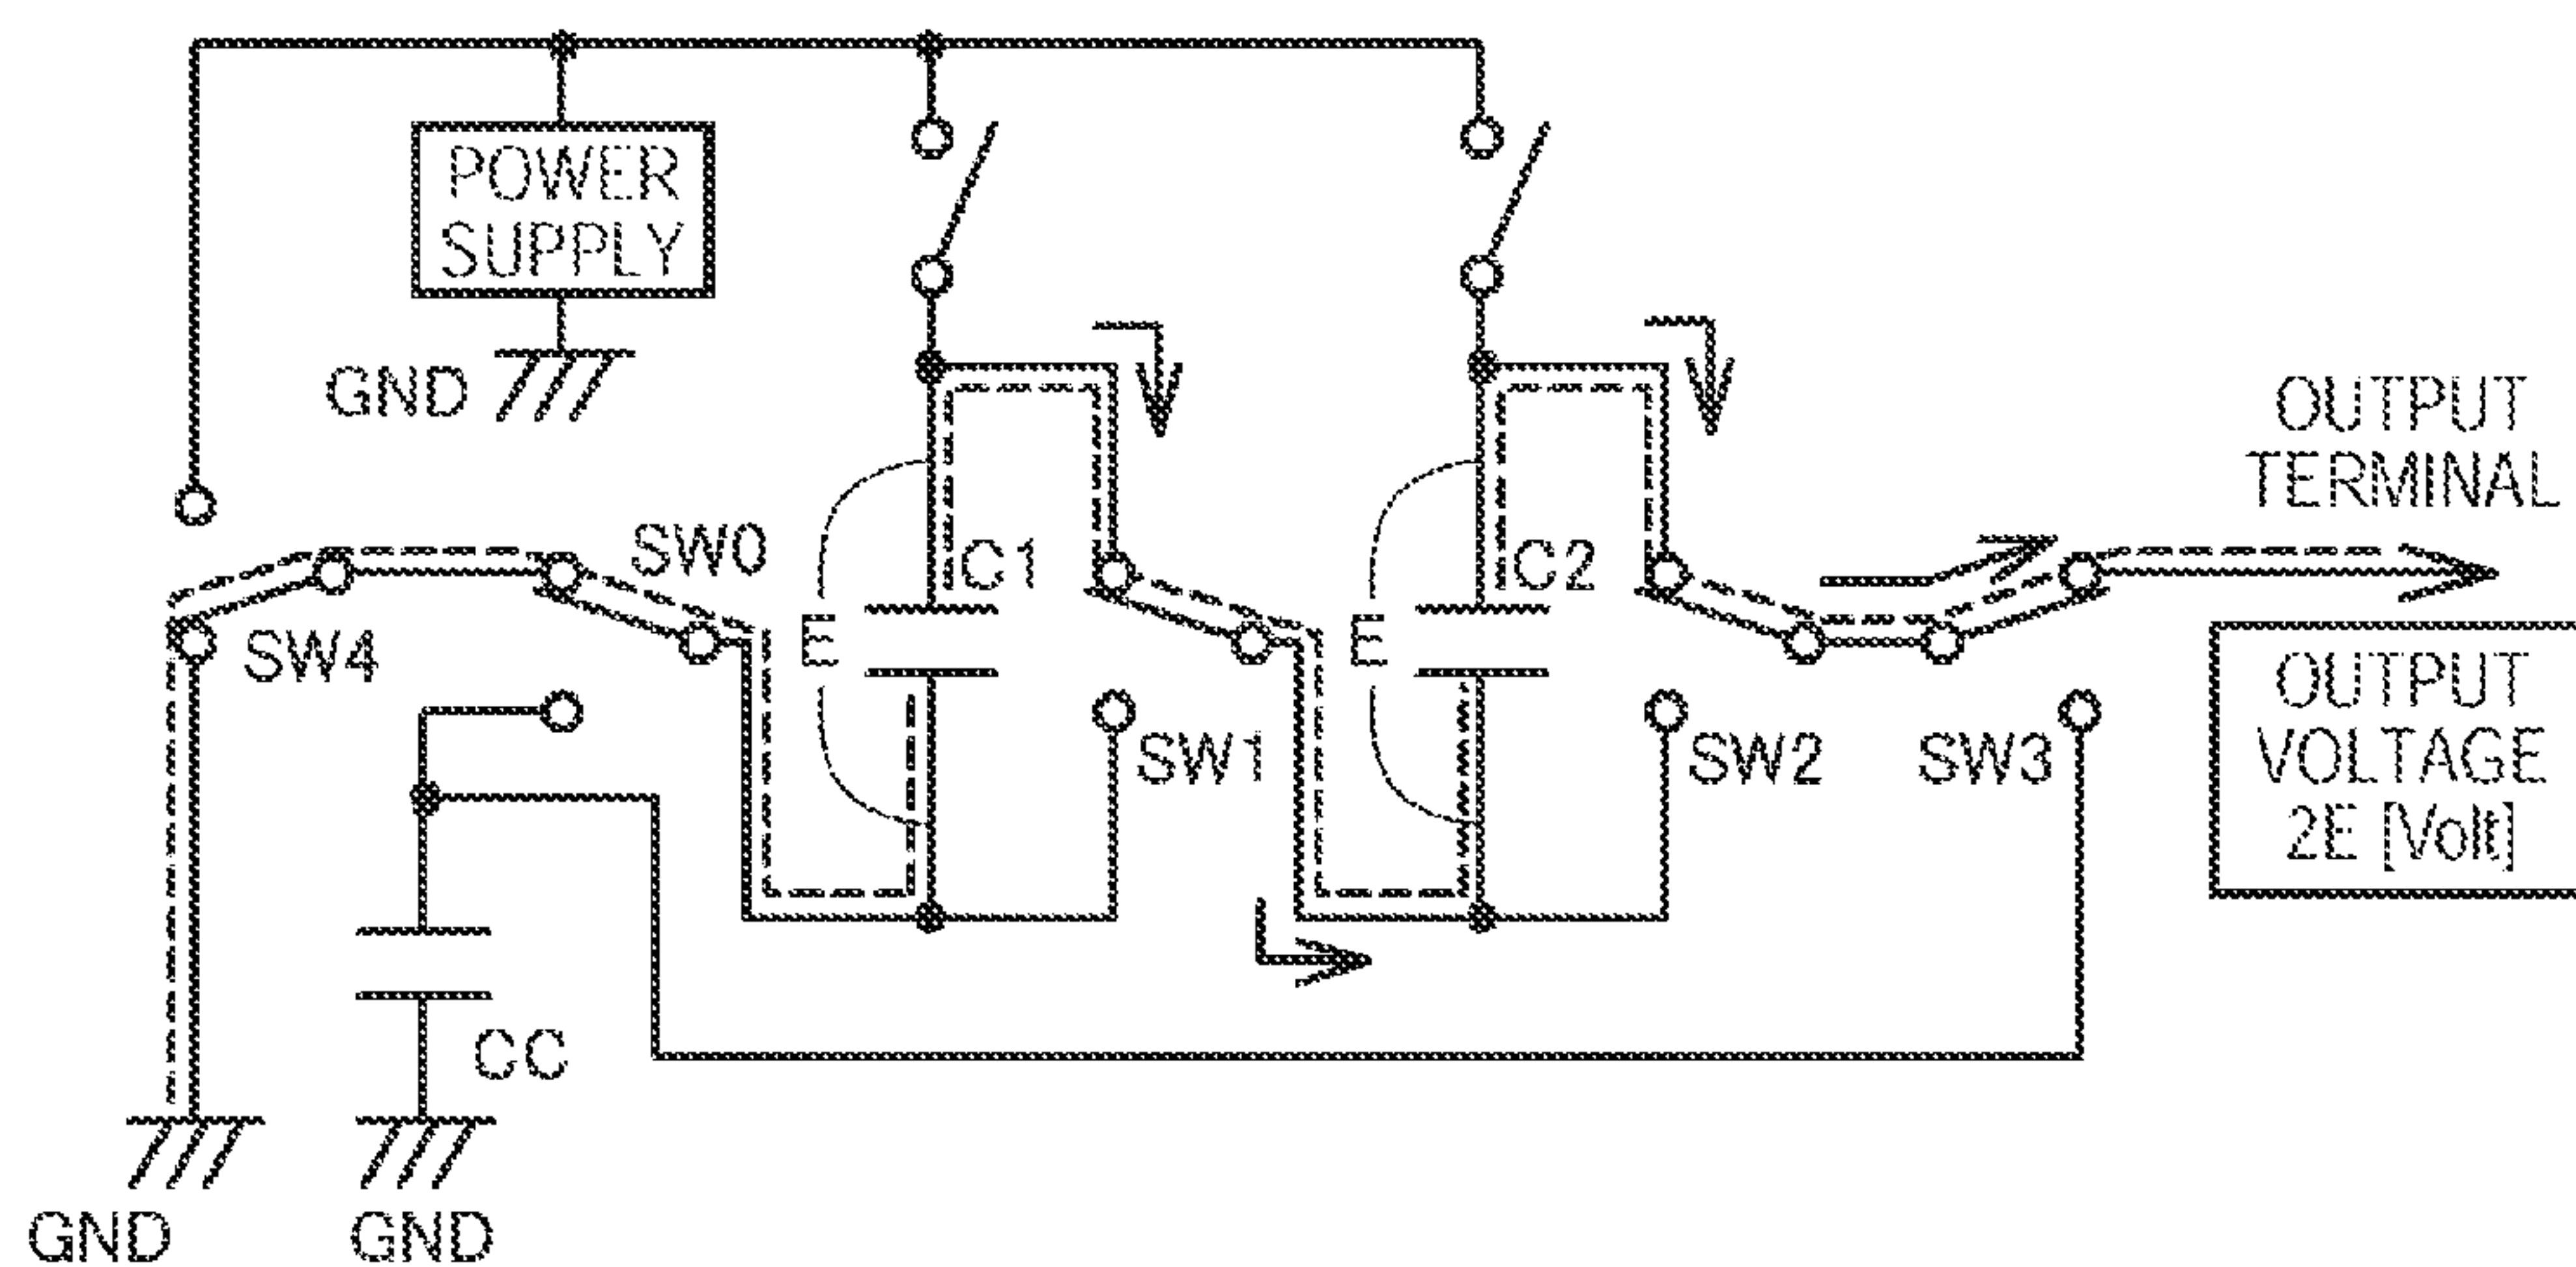 POWER
SUPPLY
GND
OUTPUT
TERMINAL
SW0
C1
C2
SW4
E
E
SW1
SW2
SW3
OUTPUT
VOLTAGE
2E [Volt]
CC
GND
GND